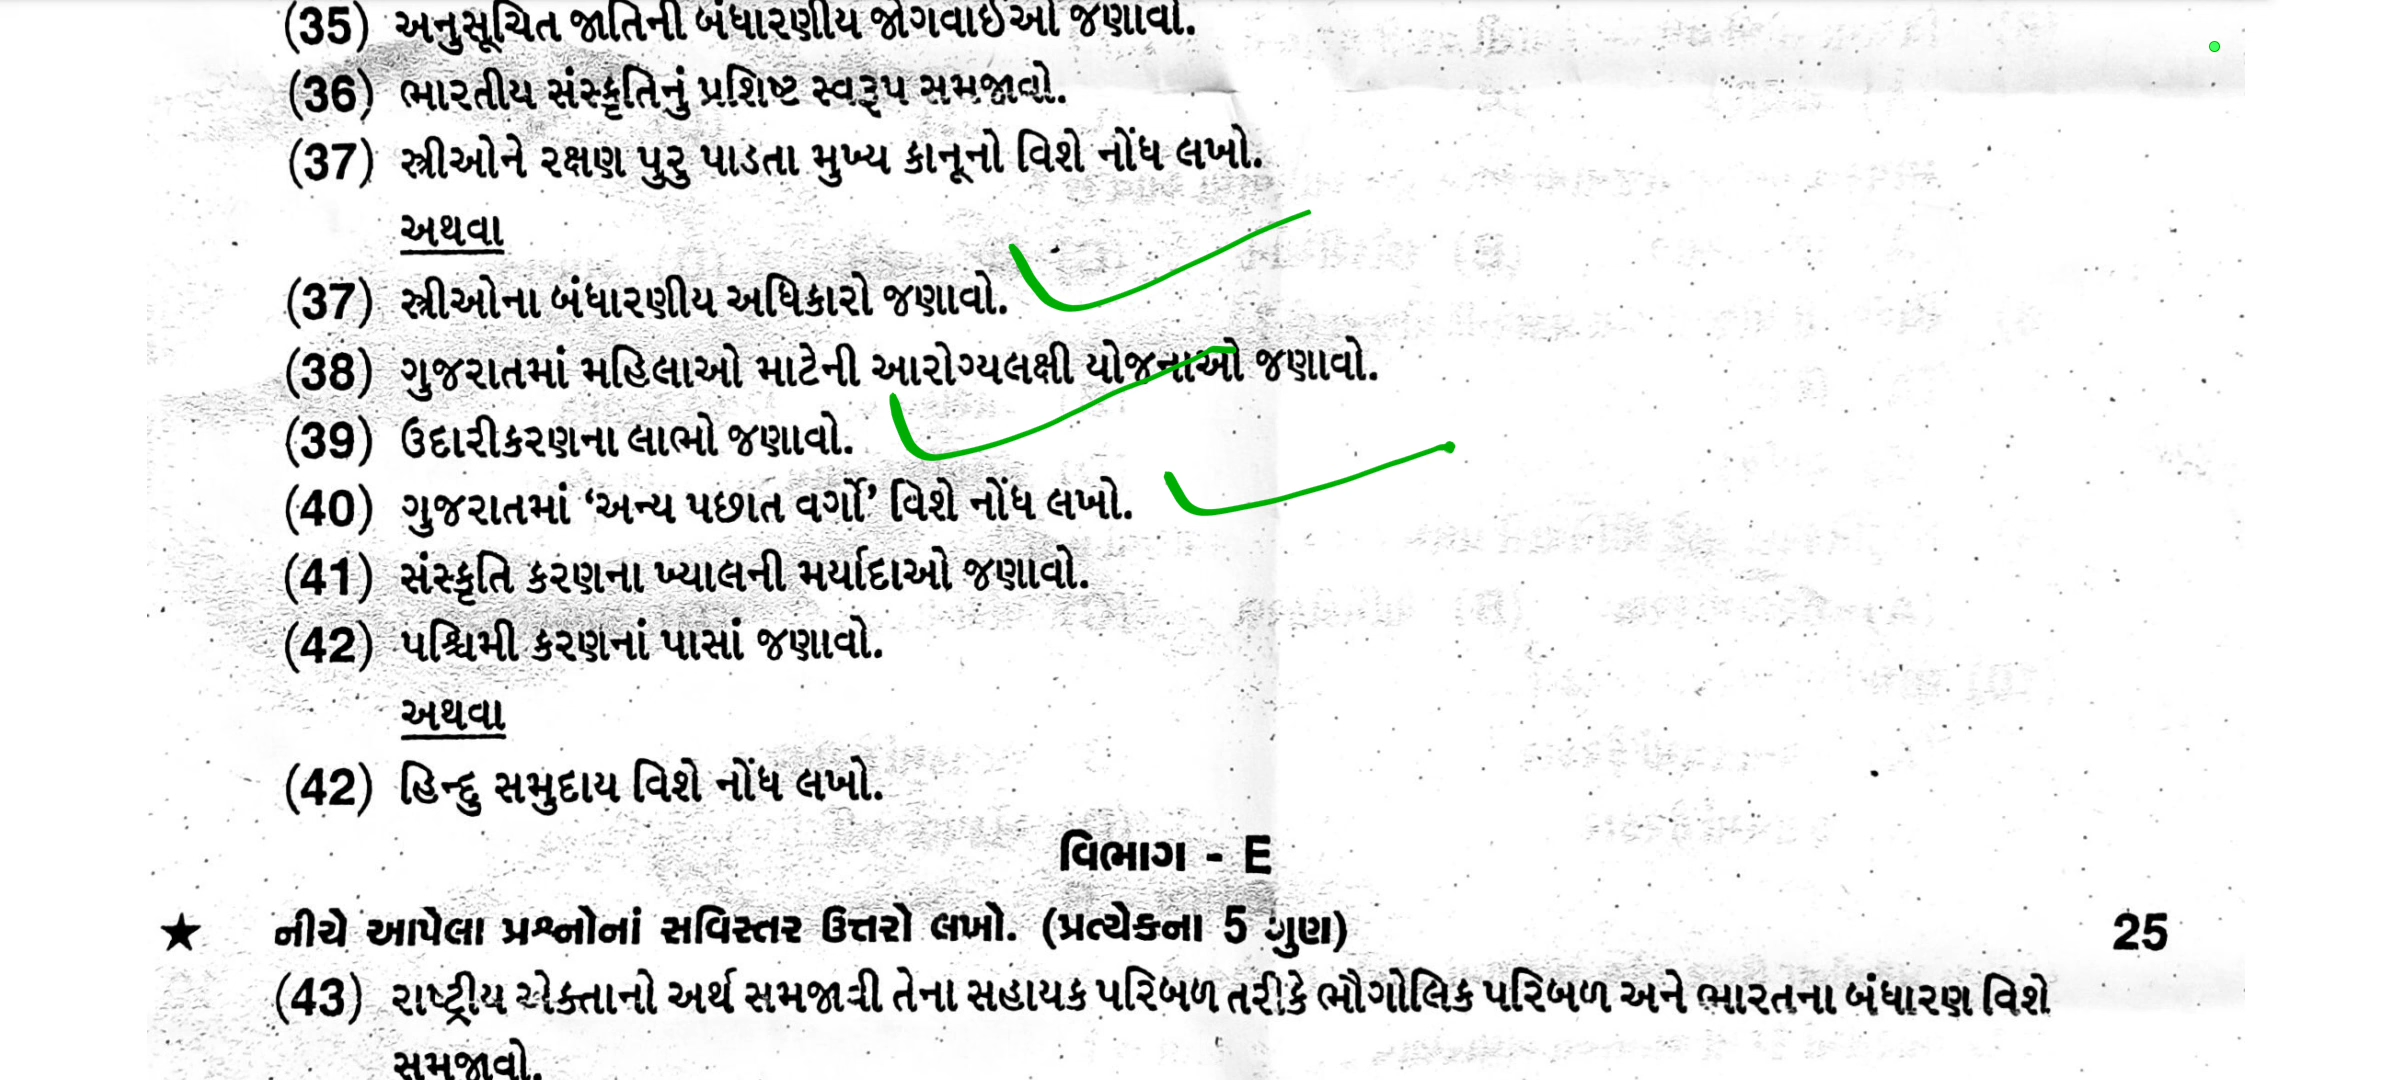 (35) અનુસૂચિત જાતિની બંધારણીય જોગવાઈઓ જણાવો.
(36) ભારતીય સંસ્કૃતિનું પ્રશિષ્ટ સ્વરૂપ સમજાવો.
(37) સ્ત્રીઓને રક્ષણ પુરુ પાડતા મુખ્ય કાનૂનો વિશે નોંધ લખો.
અથવા
(37) સ્ત્રીઓના બંધારણીય અધિકારો જણાવો.
(38) ગુજરાતમાં મહિલાઓ માટેની આરોગ્યલક્ષી યોજનાઓ જણાવો.
(39) ઉદારીકરણના લાભો જણાવો.
(40) ગુજરાતમાં ‘અન્ય પછાત વર્ગો’ વિશે નોંધ લખો.
(41) સંસ્કૃતિ કરણના ખ્યાલની મર્યાદાઓ જણાવો.
(42) પશ્ચિમી કરણનાં પાસાં જણાવો.
અથવા
(42) હિન્દુ સમુદાય વિશે નોંધ લખો.
વિભાગ - E
★ નીચે આપેલા પ્રશ્નોનાં સવિસ્તર ઉત્તરો લખો. (પ્રત્યેકના 5 ગુણ) 25
(43) રાષ્ટ્રીય એકતાનો અર્થ સમજાવી તેના સહાયક પરિબળ તરીકે ભૌગોલિક પરિબળ અને ભારતના બંધારણ વિશે
સમજાવો.